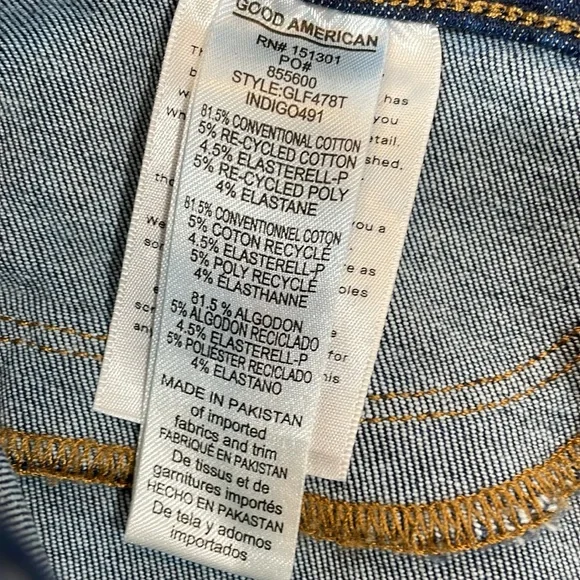 GOOD AMERICAN
RN# 151301
PO#
855600
STYLE:GLF478T
INDIGO491
81.5% CONVENTIONAL COTTON
5% RE-CYCLED COTTON
4.5% ELASTERELL-P
5% RE-CYCLED POLY
4% ELASTANE
81.5% CONVENTIONNEL COTON
5% COTON RECYCLÉ
4.5% ELASTERELL-P
5% POLY RECYCLÉ
4% ELASTHANNE
81.5 % ALGODON
5% ALGODON RECICLADO
4.5% ELASTERELL-P
5% POLIESTER RECICLADO
4% ELASTANO
MADE IN PAKISTAN
of imported
fabrics and trim
FABRIQUÉ EN PAKISTAN
De tissus et de
garnitures importés
HECHO EN PAKASTAN
De tela y adornos
importados
has
you
a
as
for